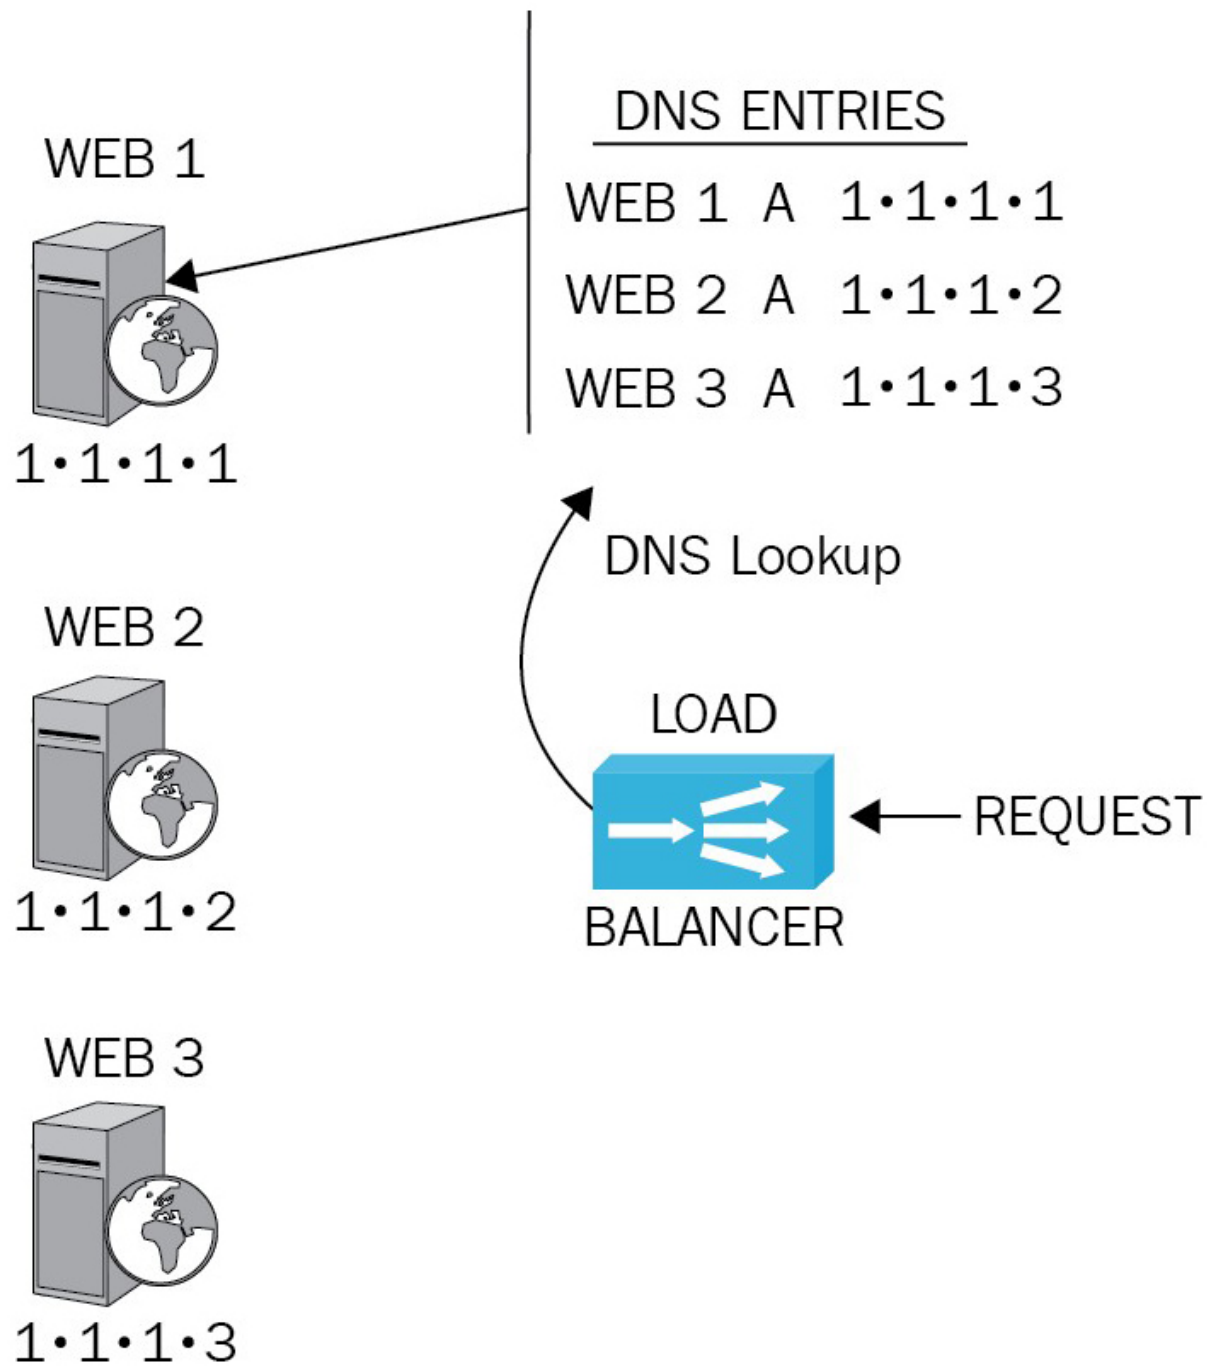 DNS ENTRIES
WEB 1 A 1•1•1•1
WEB 2 A 1•1•1•2
WEB 3 A 1•1•1•3
WEB 1
1•1•1•1
DNS Lookup
WEB 2
1•1•1•2
LOAD
BALANCER
REQUEST
WEB 3
1•1•1•3